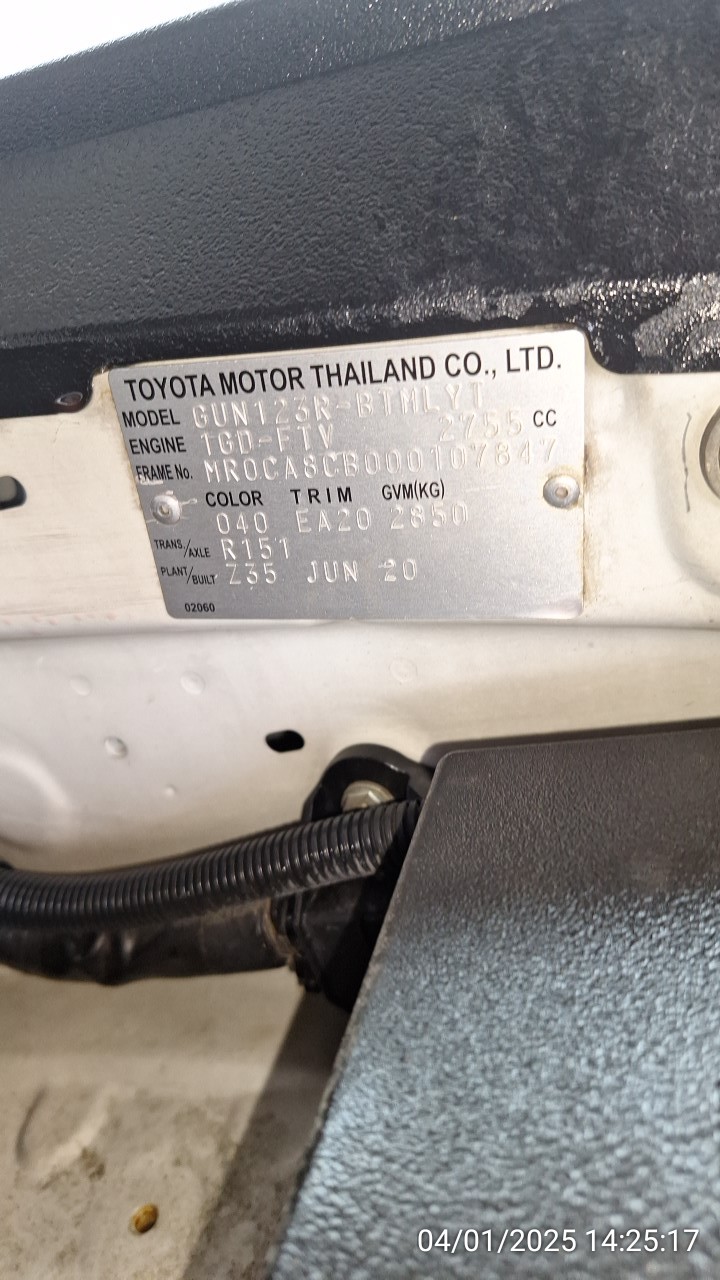 TOYOTA MOTOR THAILAND CO., LTD.
MODEL GUN123R-BTMLYT
ENGINE 1GD-FTV 2755 CC
FRAME No. MR0CA8CB000107847
COLOR TRIM GVM(KG)
040 EA20 2850
TRANS./AXLE R151
PLANT/BUILT Z35 JUN 20
02060
04/01/2025 14:25:17